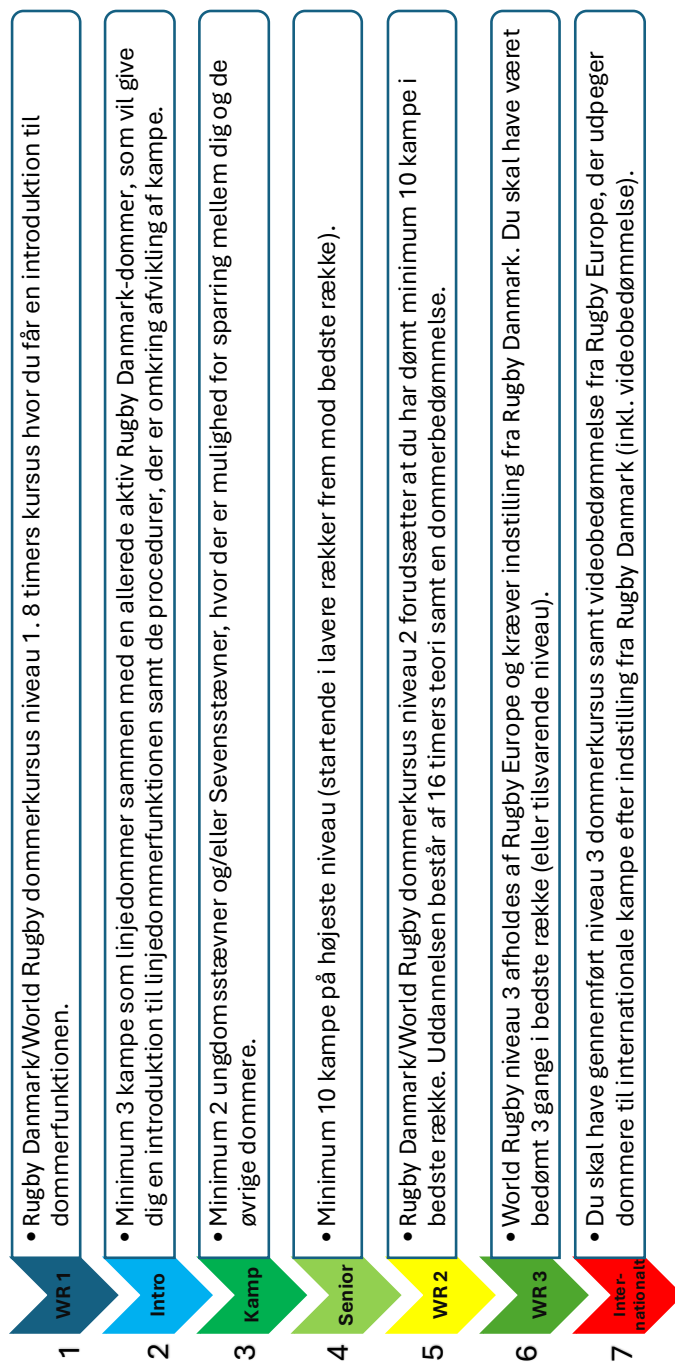 1
WR 1
• Rugby Danmark/World Rugby dommerkursus niveau 1. 8 timers kursus hvor du får en introduktion til
dommerfunktionen.
2
Intro
• Minimum 3 kampe som linjedommer sammen med en allerede aktiv Rugby Danmark-dommer, som vil give
dig en introduktion til linjedommerfunktionen samt de procedurer, der er omkring afvikling af kampe.
3
Kamp
• Minimum 2 ungdomsstævner og/eller Sevensstævner, hvor der er mulighed for sparring mellem dig og de
øvrige dommere.
4
Senior
• Minimum 10 kampe på højeste niveau (startende i lavere rækker frem mod bedste række).
5
WR 2
• Rugby Danmark/World Rugby dommerkursus niveau 2 forudsætter at du har dømt minimum 10 kampe i
bedste række. Uddannelsen består af 16 timers teori samt en dommerbedømmelse.
6
WR 3
• World Rugby niveau 3 afholdes af Rugby Europe og kræver indstilling fra Rugby Danmark. Du skal have været
bedømt 3 gange i bedste række (eller tilsvarende niveau).
7
Inter-
nationalt
• Du skal have gennemført niveau 3 dommerkursus samt videobedømmelse fra Rugby Europe, der udpeger
dommere til internationale kampe efter indstilling fra Rugby Danmark (inkl. videobedømmelse).